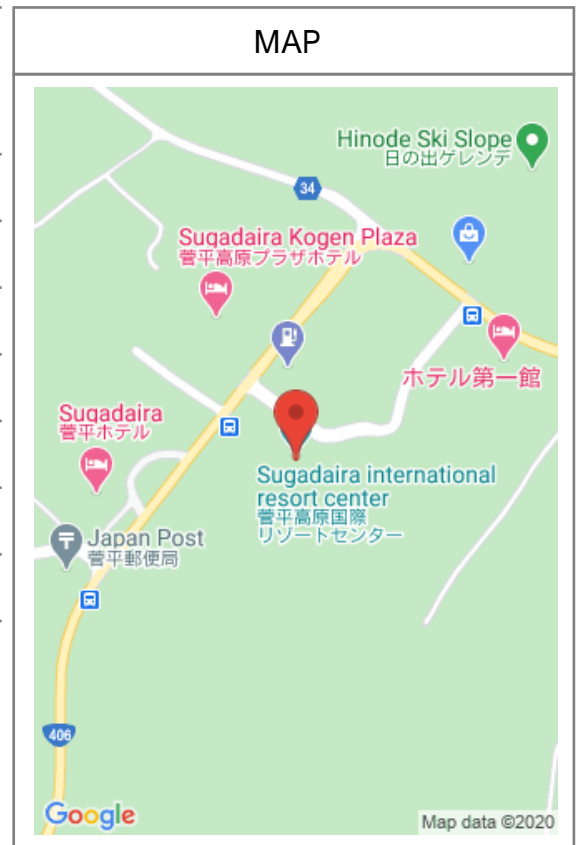 MAP
Hinode Ski Slope
日の出ゲレンデ
34
Sugadaira Kogen Plaza
菅平高原プラザホテル
ホテル第一館
Sugadaira
菅平ホテル
Sugadaira international
resort center
菅平高原国際
リゾートセンター
Japan Post
菅平郵便局
406
Google
Map data ©2020